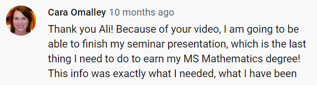 Cara Omalley 10 months ago
Thank you Ali! Because of your video, I am going to be
able to finish my seminar presentation, which is the last
thing I need to do to earn my MS Mathematics degree!
This info was exactly what I needed, what I have been